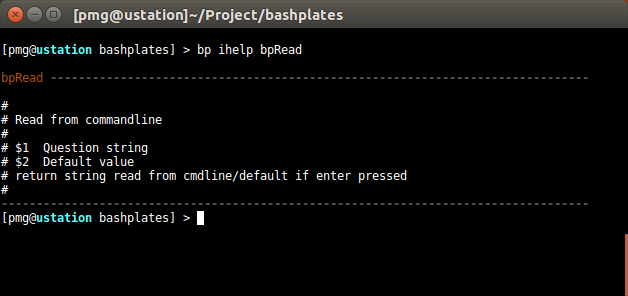 [pmg@ustation]~/Project/bashplates
[pmg@ustation bashplates] > bp ihelp bpRead
bpRead ------------------------------------------------------------------------------
#
# Read from commandline
#
# $1  Question string
# $2  Default value
# return string read from cmdline/default if enter pressed
#
------------------------------------------------------------------------------------
[pmg@ustation bashplates] >